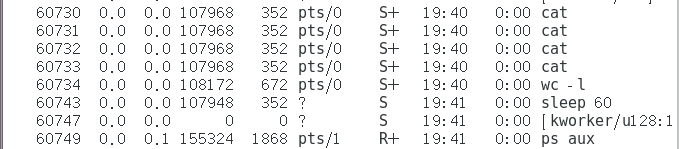 60730 0.0 0.0 107968 352 pts/0 S+ 19:40 0:00 cat
60731 0.0 0.0 107968 352 pts/0 S+ 19:40 0:00 cat
60732 0.0 0.0 107968 352 pts/0 S+ 19:40 0:00 cat
60733 0.0 0.0 107968 352 pts/0 S+ 19:40 0:00 cat
60734 0.0 0.0 108172 672 pts/0 S+ 19:40 0:00 wc -l
60743 0.0 0.0 107948 352 ? S 19:41 0:00 sleep 60
60747 0.0 0.0 0 0 ? S 19:41 0:00 [kworker/u128:1
60749 0.0 0.1 155324 1868 pts/1 R+ 19:41 0:00 ps aux